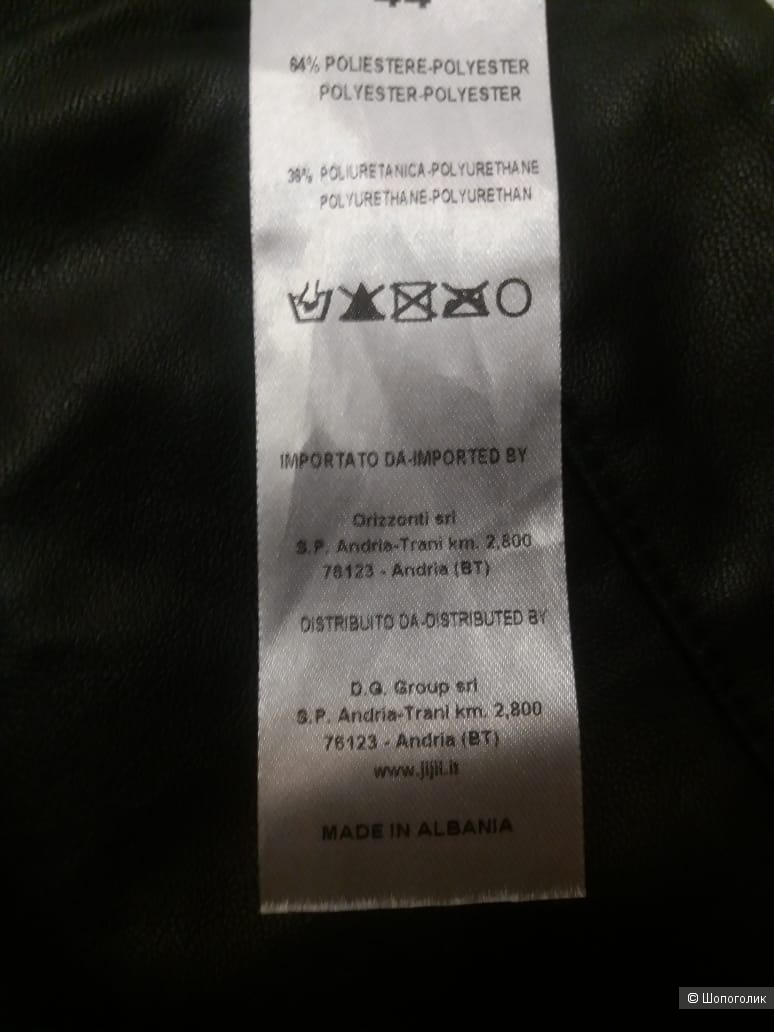 44
64% POLIESTERE-POLYESTER
POLYESTER-POLYESTER
36% POLIURETANICA-POLYURETHANE
POLYURETHANE-POLYURETHAN
IMPORTATO DA-IMPORTED BY
Orizzonti srl
S.P. Andria-Trani km. 2,800
76123 - Andria (BT)
DISTRIBUITO DA-DISTRIBUTED BY
D.G. Group srl
S.P. Andria-Trani km. 2,800
76123 - Andria (BT)
www.jijil.it
MADE IN ALBANIA
© Шопоголик